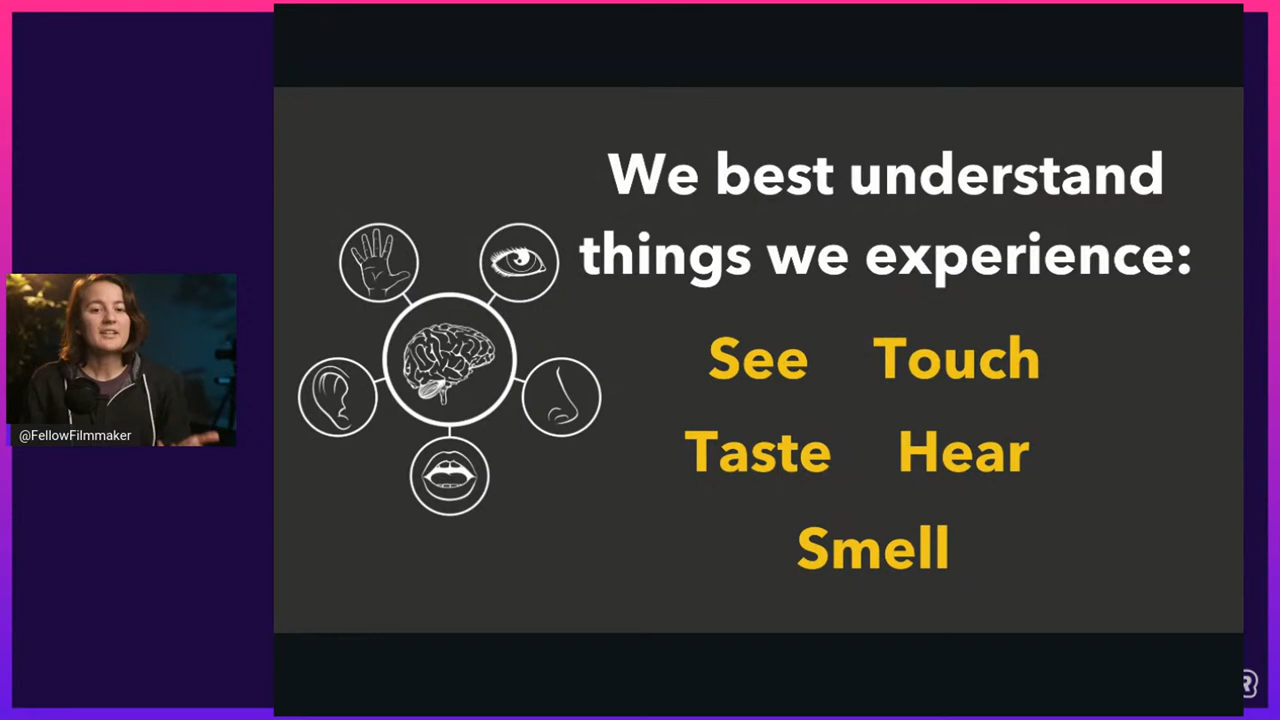 We best understand
things we experience:
See Touch
Taste Hear
Smell
@FellowFilmmaker
R